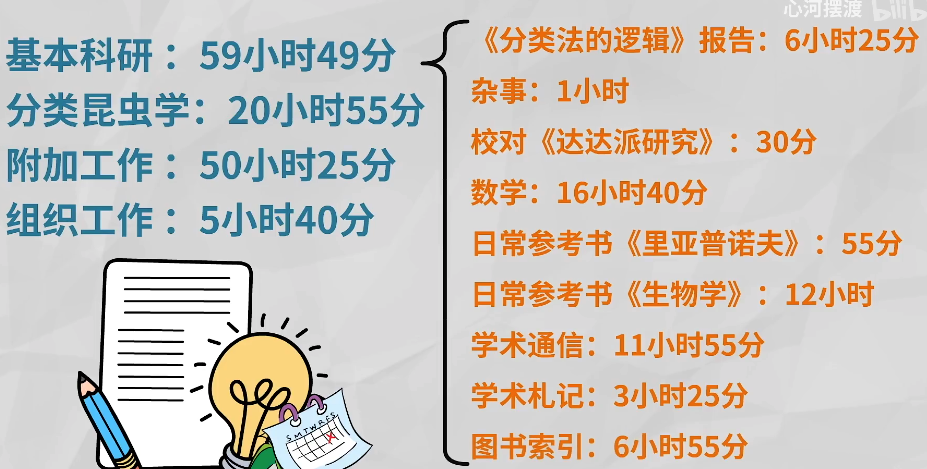 心河摆渡 bilib
基本科研：59小时49分
分类昆虫学：20小时55分
附加工作：50小时25分
组织工作：5小时40分
《分类法的逻辑》报告：6小时25分
杂事：1小时
校对《达达派研究》：30分
数学：16小时40分
日常参考书《里亚普诺夫》：55分
日常参考书《生物学》：12小时
学术通信：11小时55分
学术札记：3小时25分
图书索引：6小时55分
S M T W R F S